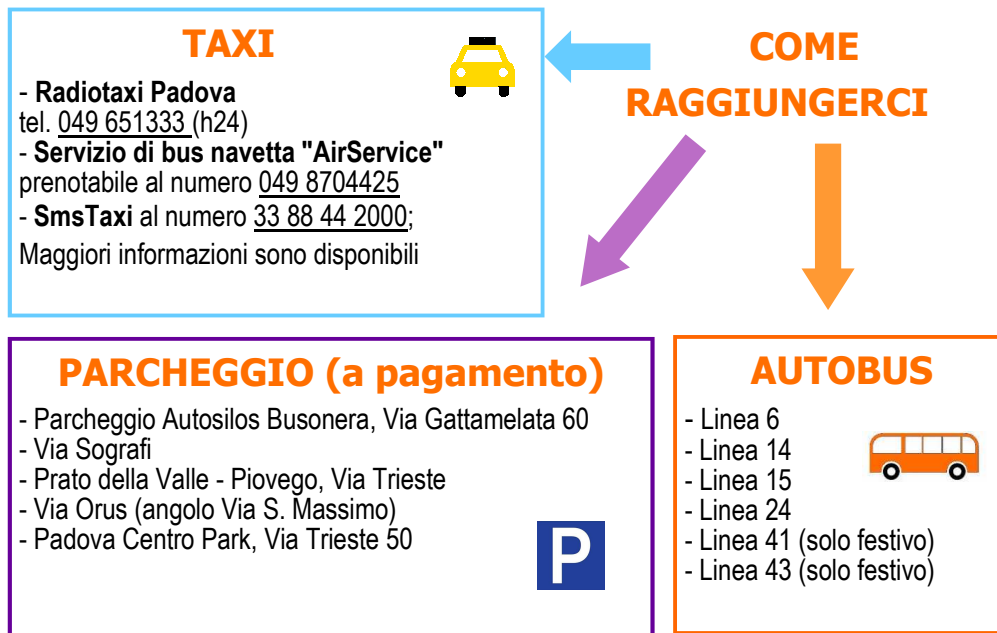 TAXI
- Radiotaxi Padova
tel. 049 651333 (h24)
- Servizio di bus navetta "AirService"
prenotabile al numero 049 8704425
- SmsTaxi al numero 33 88 44 2000;
Maggiori informazioni sono disponibili
COME
RAGGIUNGERCI
PARCHEGGIO (a pagamento)
- Parcheggio Autosilos Busonera, Via Gattamelata 60
- Via Sografi
- Prato della Valle - Piovego, Via Trieste
- Via Orus (angolo Via S. Massimo)
- Padova Centro Park, Via Trieste 50
P
AUTOBUS
- Linea 6
- Linea 14
- Linea 15
- Linea 24
- Linea 41 (solo festivo)
- Linea 43 (solo festivo)